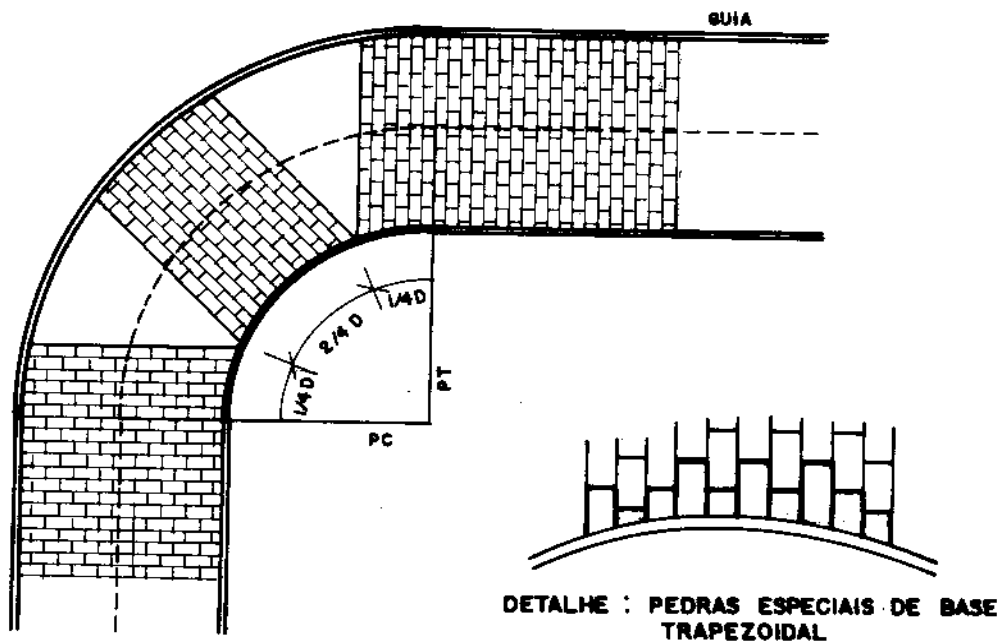 GUIA
1/4 D
2/4 D
1/4 D
PT
PC
DETALHE : PEDRAS ESPECIAIS DE BASE
TRAPEZOIDAL